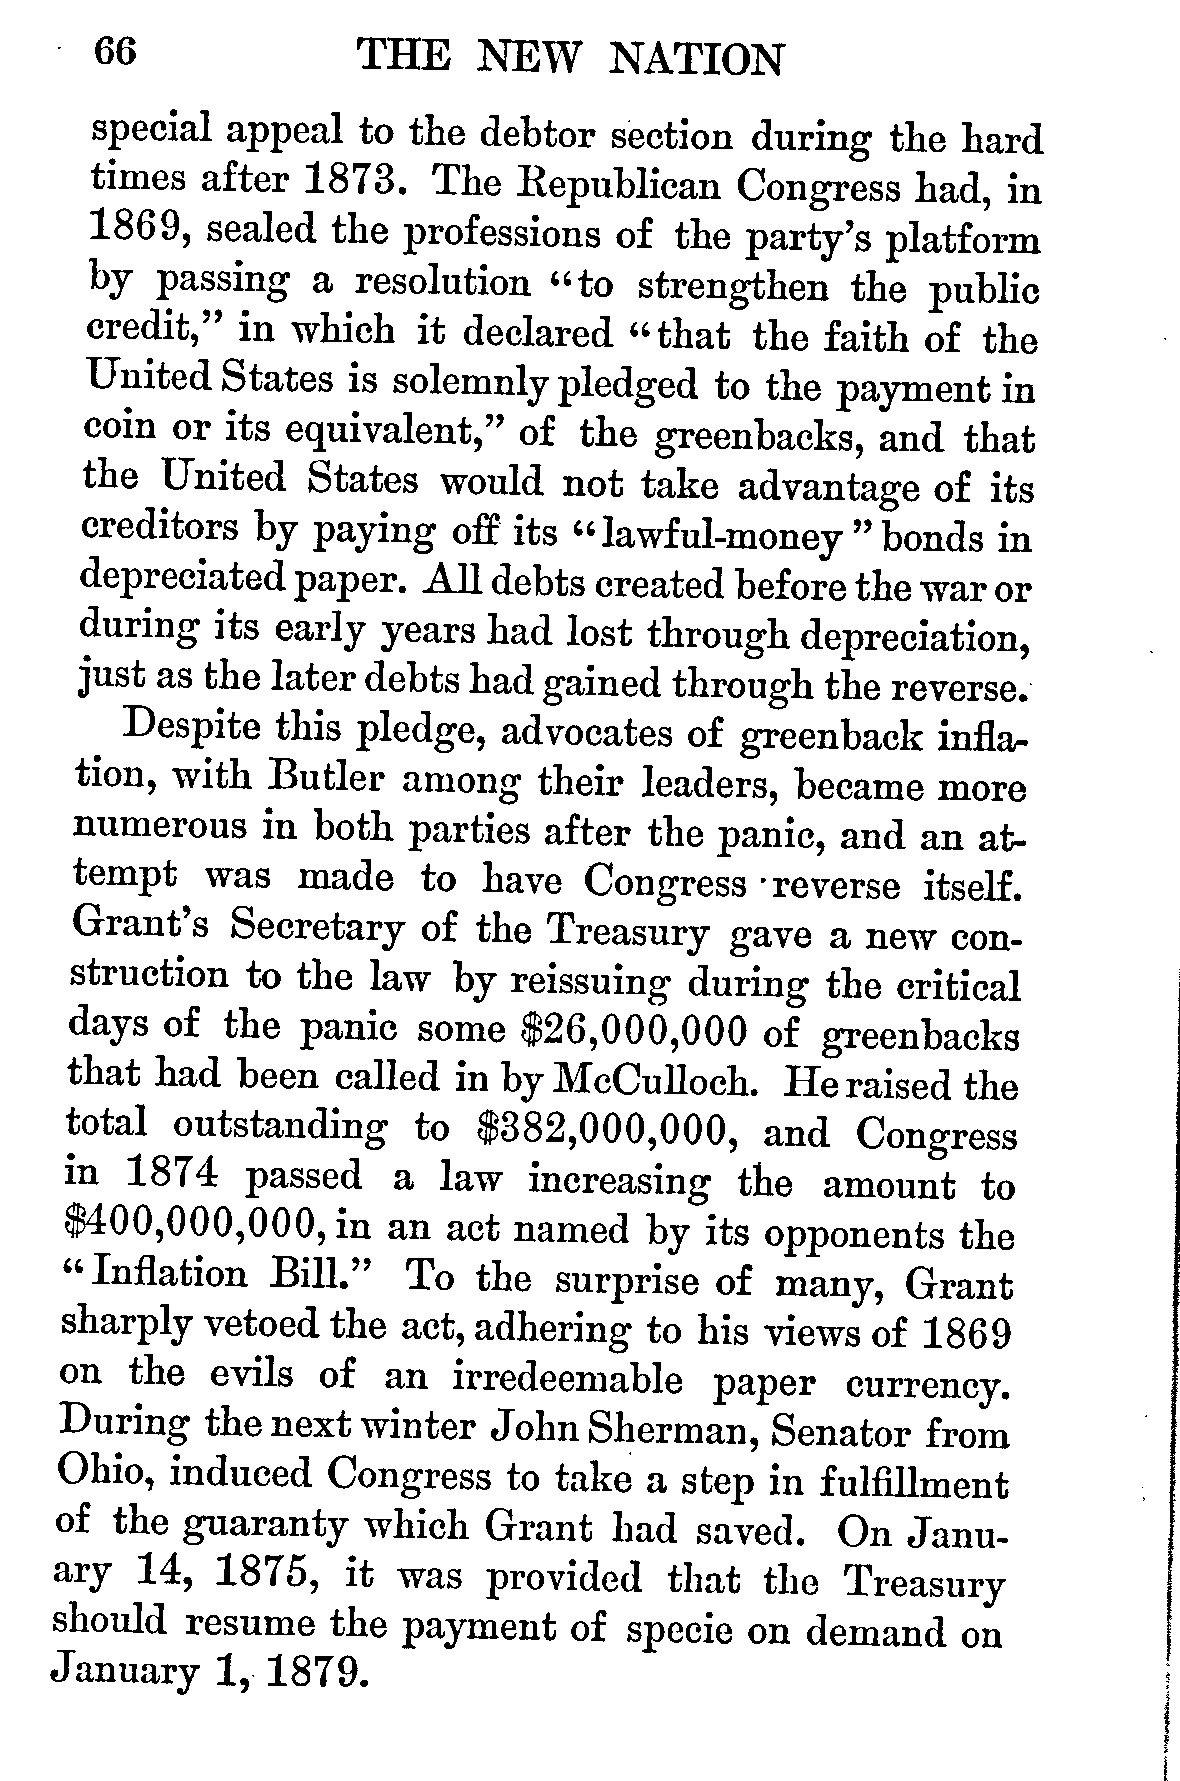 66 THE NEW NATION
special appeal to the debtor section during the hard
times after 1873. The Republican Congress had, in
1869, sealed the professions of the party's platform
by passing a resolution “to strengthen the public
credit,” in which it declared “that the faith of the
United States is solemnly pledged to the payment in
coin or its equivalent,” of the greenbacks, and that
the United States would not take advantage of its
creditors by paying off its “lawful-money” bonds in
depreciated paper. All debts created before the war or
during its early years had lost through depreciation,
just as the later debts had gained through the reverse.
Despite this pledge, advocates of greenback infla-
tion, with Butler among their leaders, became more
numerous in both parties after the panic, and an at-
tempt was made to have Congress reverse itself.
Grant's Secretary of the Treasury gave a new con-
struction to the law by reissuing during the critical
days of the panic some $26,000,000 of greenbacks
that had been called in by McCulloch. He raised the
total outstanding to $382,000,000, and Congress
in 1874 passed a law increasing the amount to
$400,000,000, in an act named by its opponents the
“Inflation Bill.” To the surprise of many, Grant
sharply vetoed the act, adhering to his views of 1869
on the evils of an irredeemable paper currency.
During the next winter John Sherman, Senator from
Ohio, induced Congress to take a step in fulfillment
of the guaranty which Grant had saved. On Janu-
ary 14, 1875, it was provided that the Treasury
should resume the payment of specie on demand on
January 1, 1879.